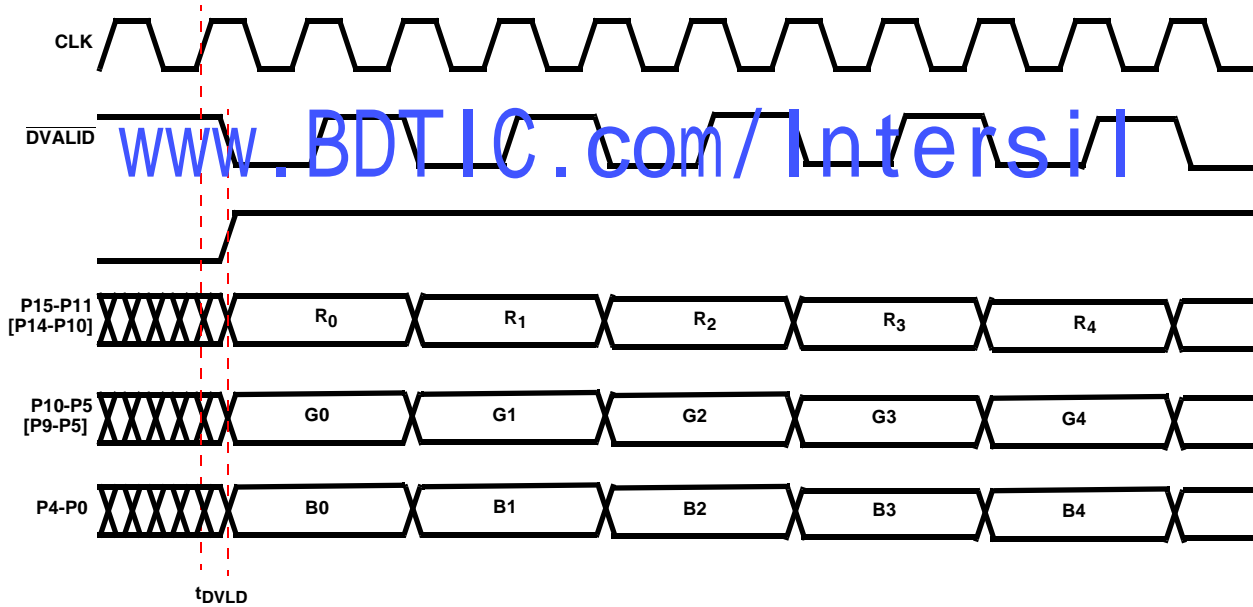 CLK
DVALID
www.BDTIC.com/Intersil
P15-P11
[P14-P10]
R0 R1 R2 R3 R4
P10-P5
[P9-P5]
G0 G1 G2 G3 G4
P4-P0
B0 B1 B2 B3 B4
tDVLD